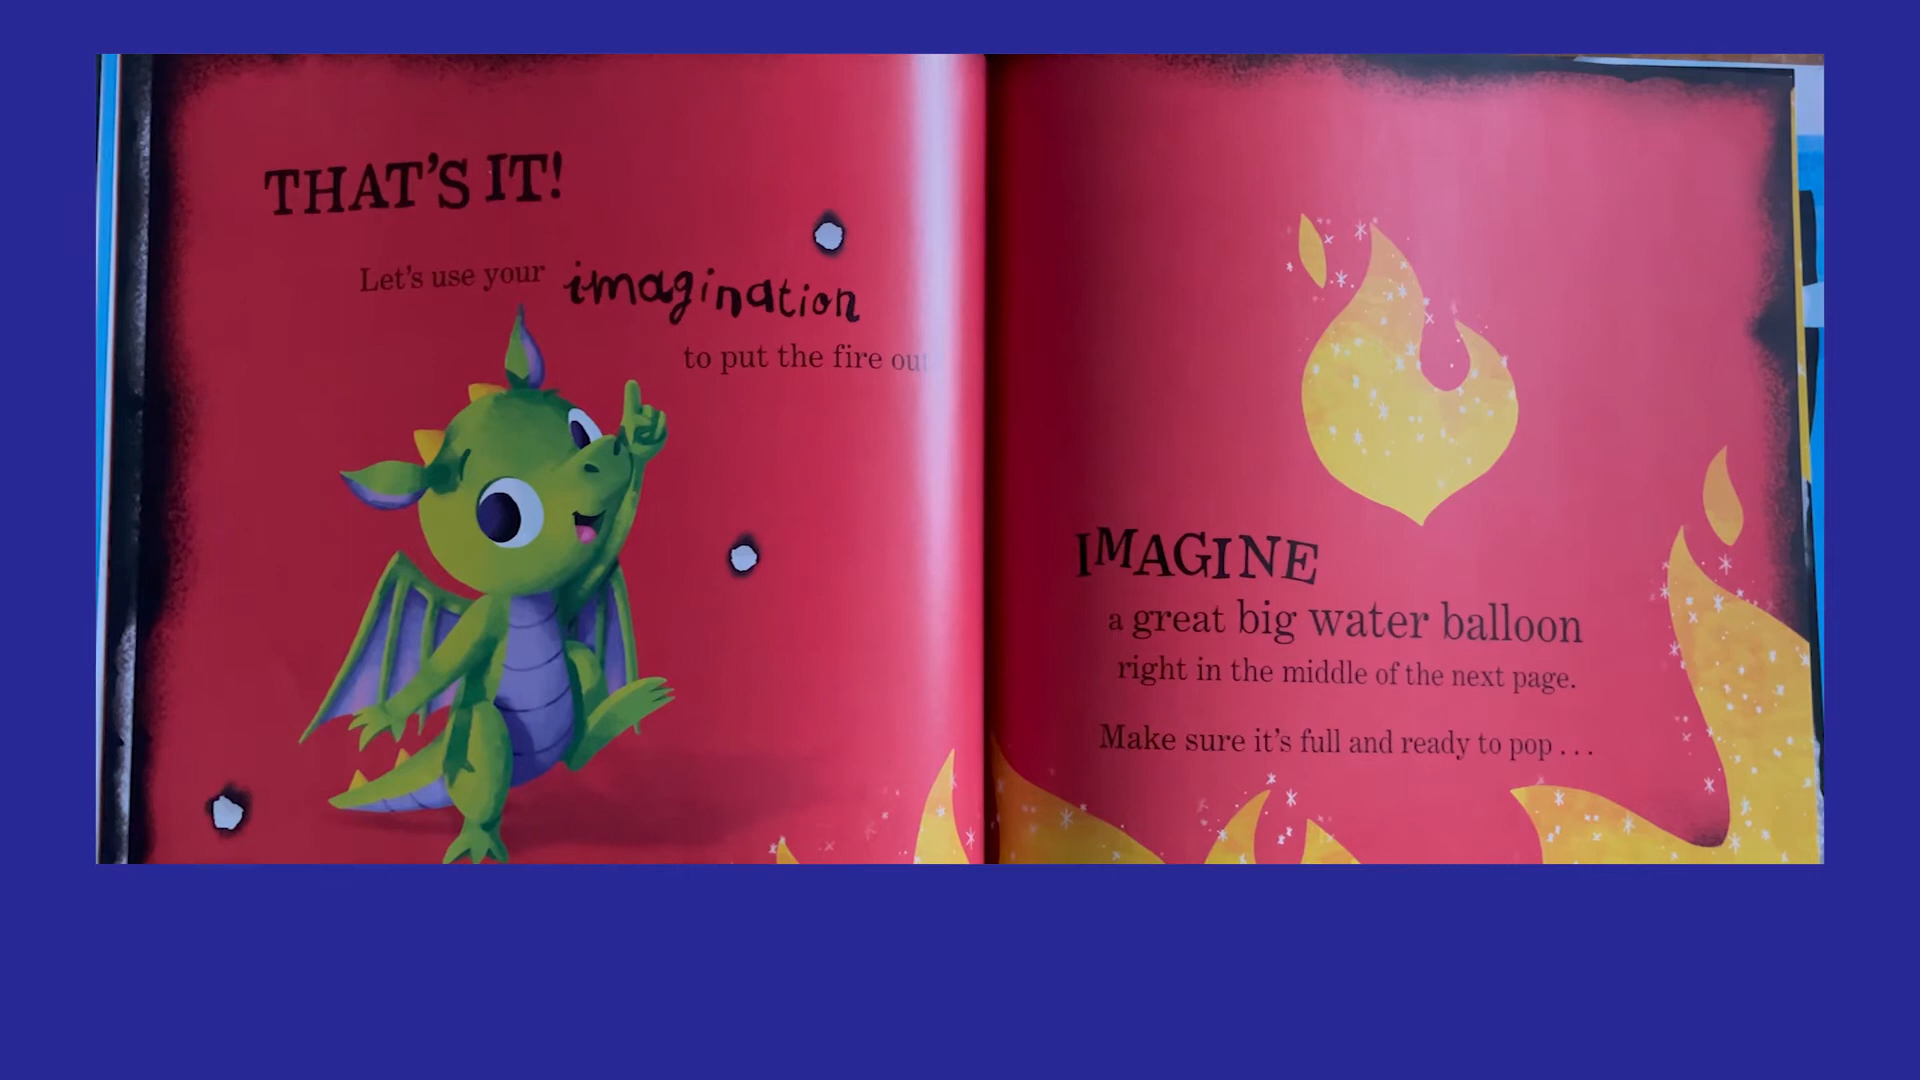 THAT'S IT!
Let's use your imagination
to put the fire out
IMAGINE
a great big water balloon
right in the middle of the next page.
Make sure it's full and ready to pop . . .